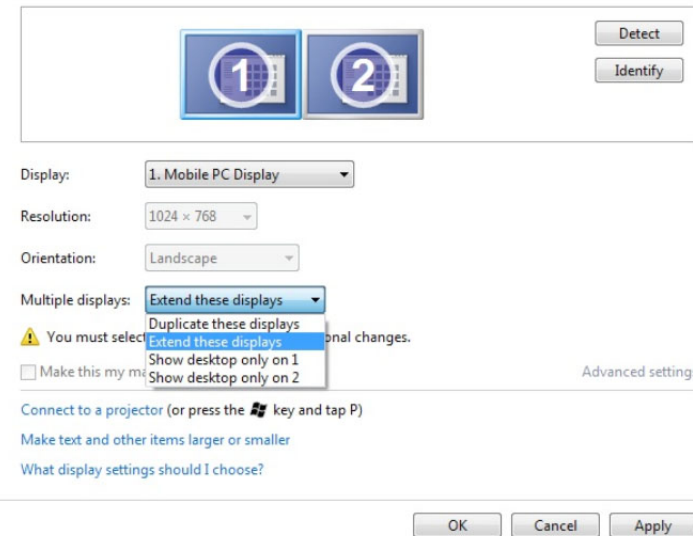 1 2
Detect
Identify
Display: 1. Mobile PC Display
Resolution: 1024 × 768
Orientation: Landscape
Multiple displays: Extend these displays
Duplicate these displays
Extend these displays
Show desktop only on 1
Show desktop only on 2
You must selec onal changes.
Make this my ma
Advanced setting
Connect to a projector (or press the key and tap P)
Make text and other items larger or smaller
What display settings should I choose?
OK Cancel Apply